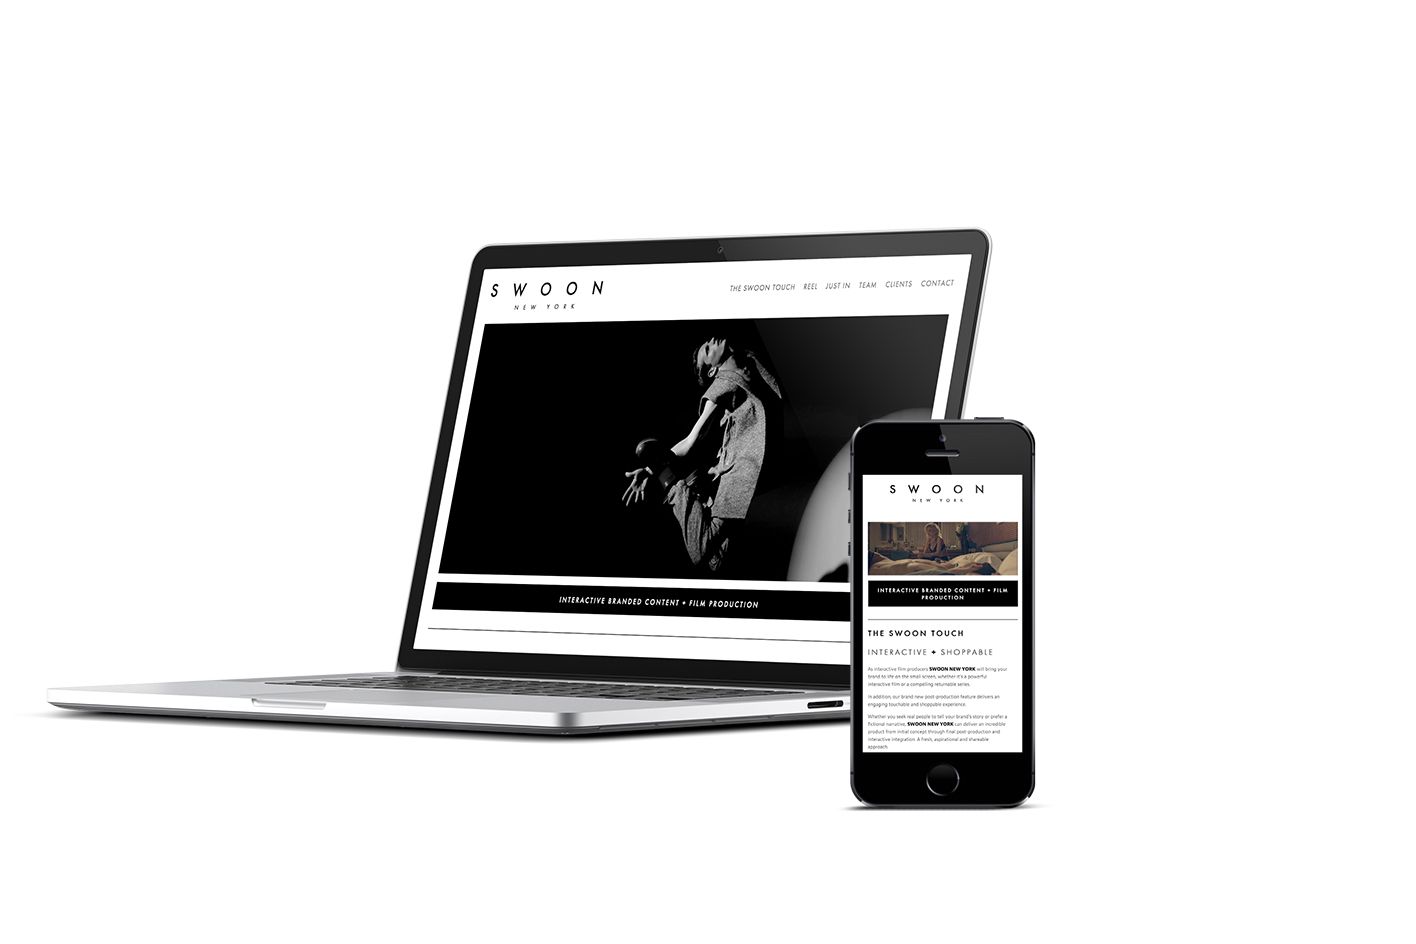 SWOON
NEW YORK
THE SWOON TOUCH REEL JUST IN TEAM CLIENTS CONTACT
INTERACTIVE BRANDED CONTENT + FILM PRODUCTION
SWOON
NEW YORK
INTERACTIVE BRANDED CONTENT + FILM
PRODUCTION
THE SWOON TOUCH
INTERACTIVE + SHOPPABLE
As interactive film producers SWOON NEW YORK will bring your
brand to life on the small screen, whether it's a powerful
interactive film or a compelling returnable series.
In addition, our brand new post-production feature delivers an
engaging touchable and shoppable experience.
Whether you seek real people to tell your brand's story or prefer a
fictional narrative, SWOON NEW YORK can deliver an incredible
product from initial concept through final post-production and
interactive integration. A fresh, aspirational and shareable
approach.